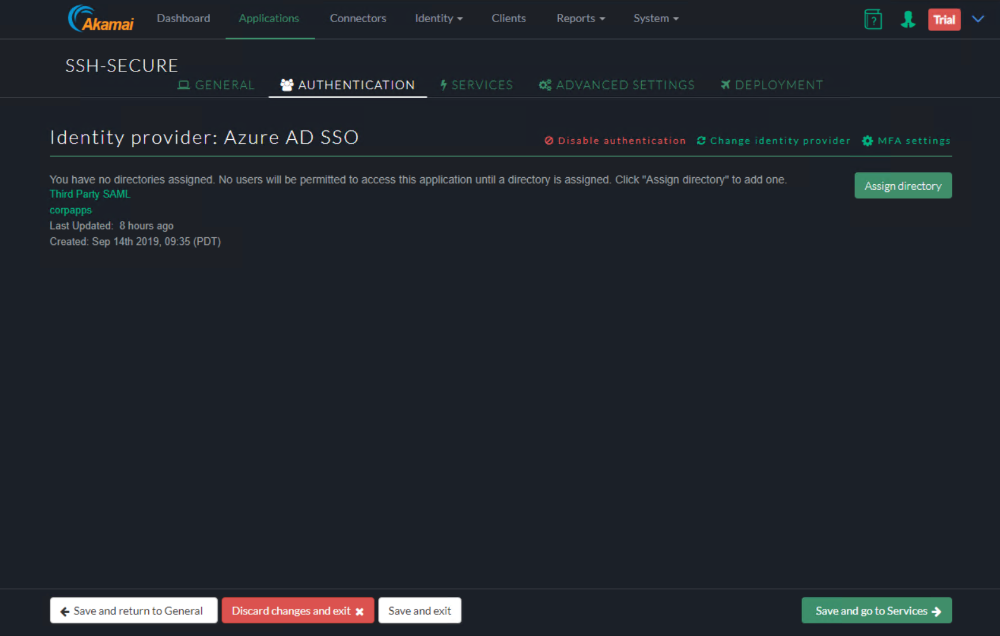 Akamai Dashboard Applications Connectors Identity Clients Reports System ? Trial
SSH-SECURE
GENERAL AUTHENTICATION SERVICES ADVANCED SETTINGS DEPLOYMENT
Identity provider: Azure AD SSO Disable authentication Change identity provider MFA settings
You have no directories assigned. No users will be permitted to access this application until a directory is assigned. Click "Assign directory" to add one. Assign directory
Third Party SAML
corpapps
Last Updated: 8 hours ago
Created: Sep 14th 2019, 09:35 (PDT)
Save and return to General Discard changes and exit Save and exit Save and go to Services